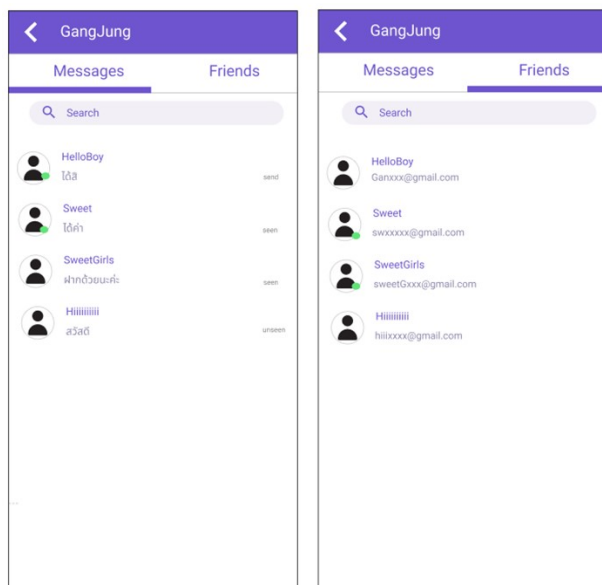 GangJung
Messages Friends
Search
HelloBoy
ได้สิ
send
Sweet
ได้ค่า
seen
SweetGirls
ฝากด้วยนะค่ะ
seen
Hiiiiiiiiii
สวัสดี
unseen
...
GangJung
Messages Friends
Search
HelloBoy
Ganxxx@gmail.com
Sweet
swxxxxx@gmail.com
SweetGirls
sweetGxxx@gmail.com
Hiiiiiiiiii
hiiixxxx@gmail.com